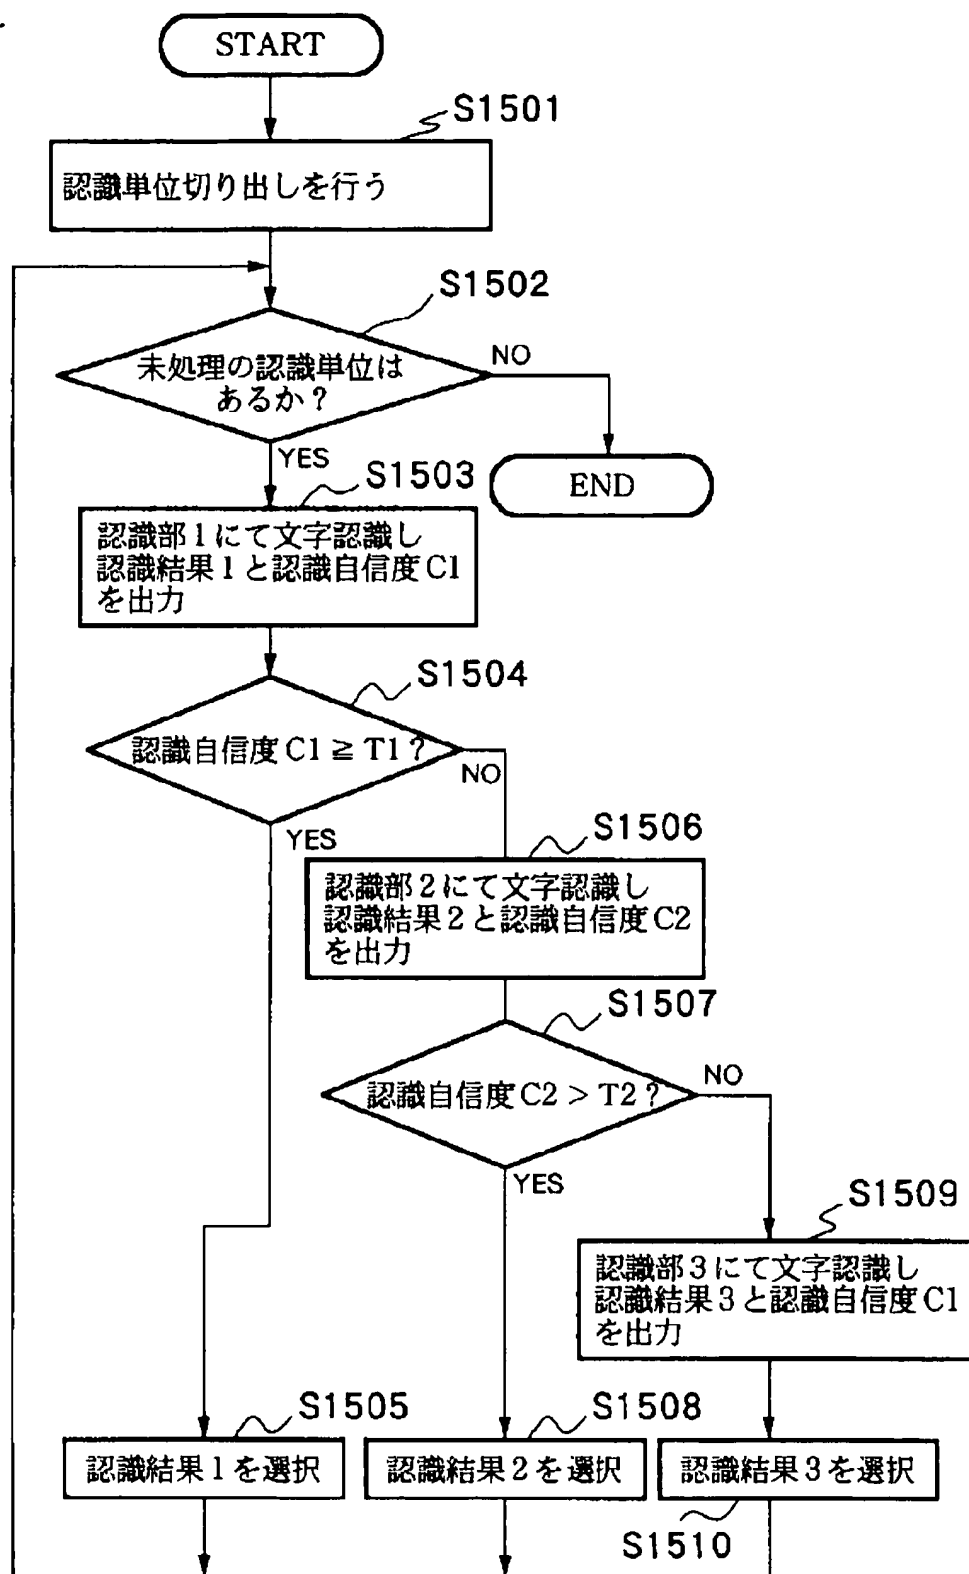 START
S1501
認識単位切り出しを行う
S1502
未処理の認識単位は
あるか？
NO
YES
END
S1503
認識部１にて文字認識し
認識結果１と認識自信度C1
を出力
S1504
認識自信度C1≧T1？
NO
YES
S1506
認識部２にて文字認識し
認識結果２と認識自信度C2
を出力
S1507
認識自信度C2＞T2？
NO
YES
S1509
認識部３にて文字認識し
認識結果３と認識自信度C1
を出力
S1505
認識結果１を選択
S1508
認識結果２を選択
認識結果３を選択
S1510